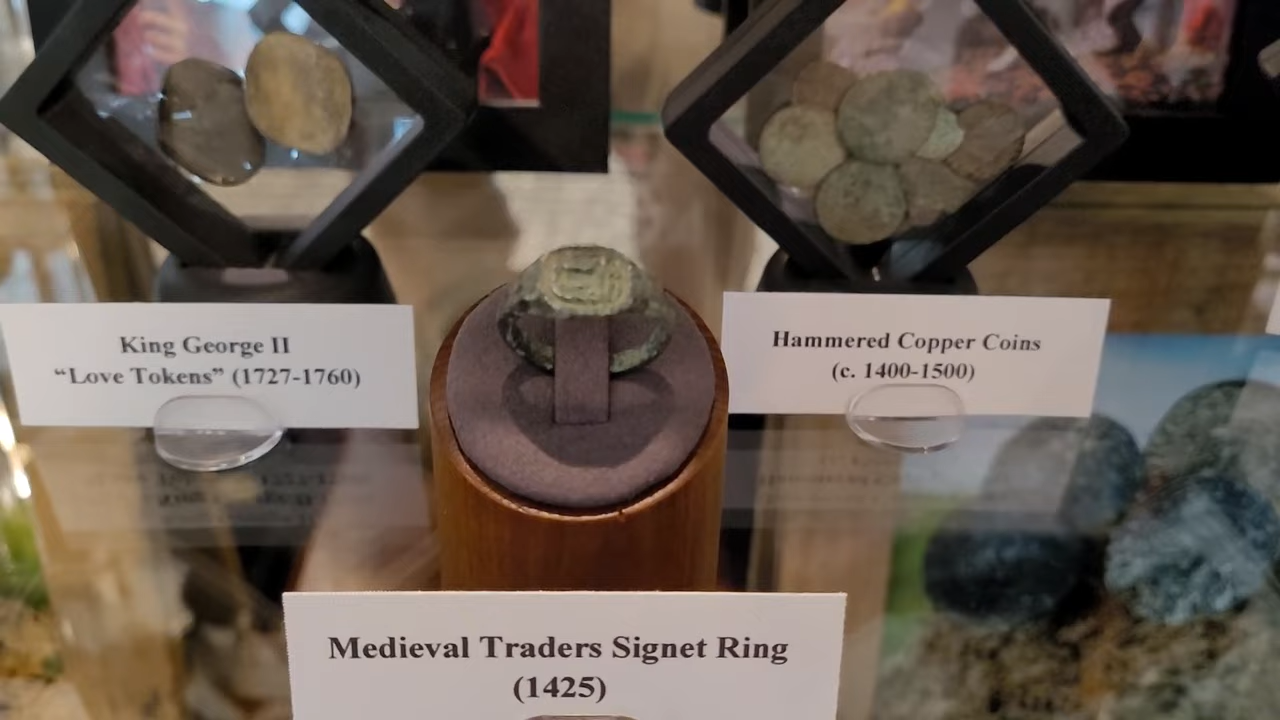 King George II
“Love Tokens” (1727-1760)
Hammered Copper Coins
(c. 1400-1500)
Medieval Traders Signet Ring
(1425)